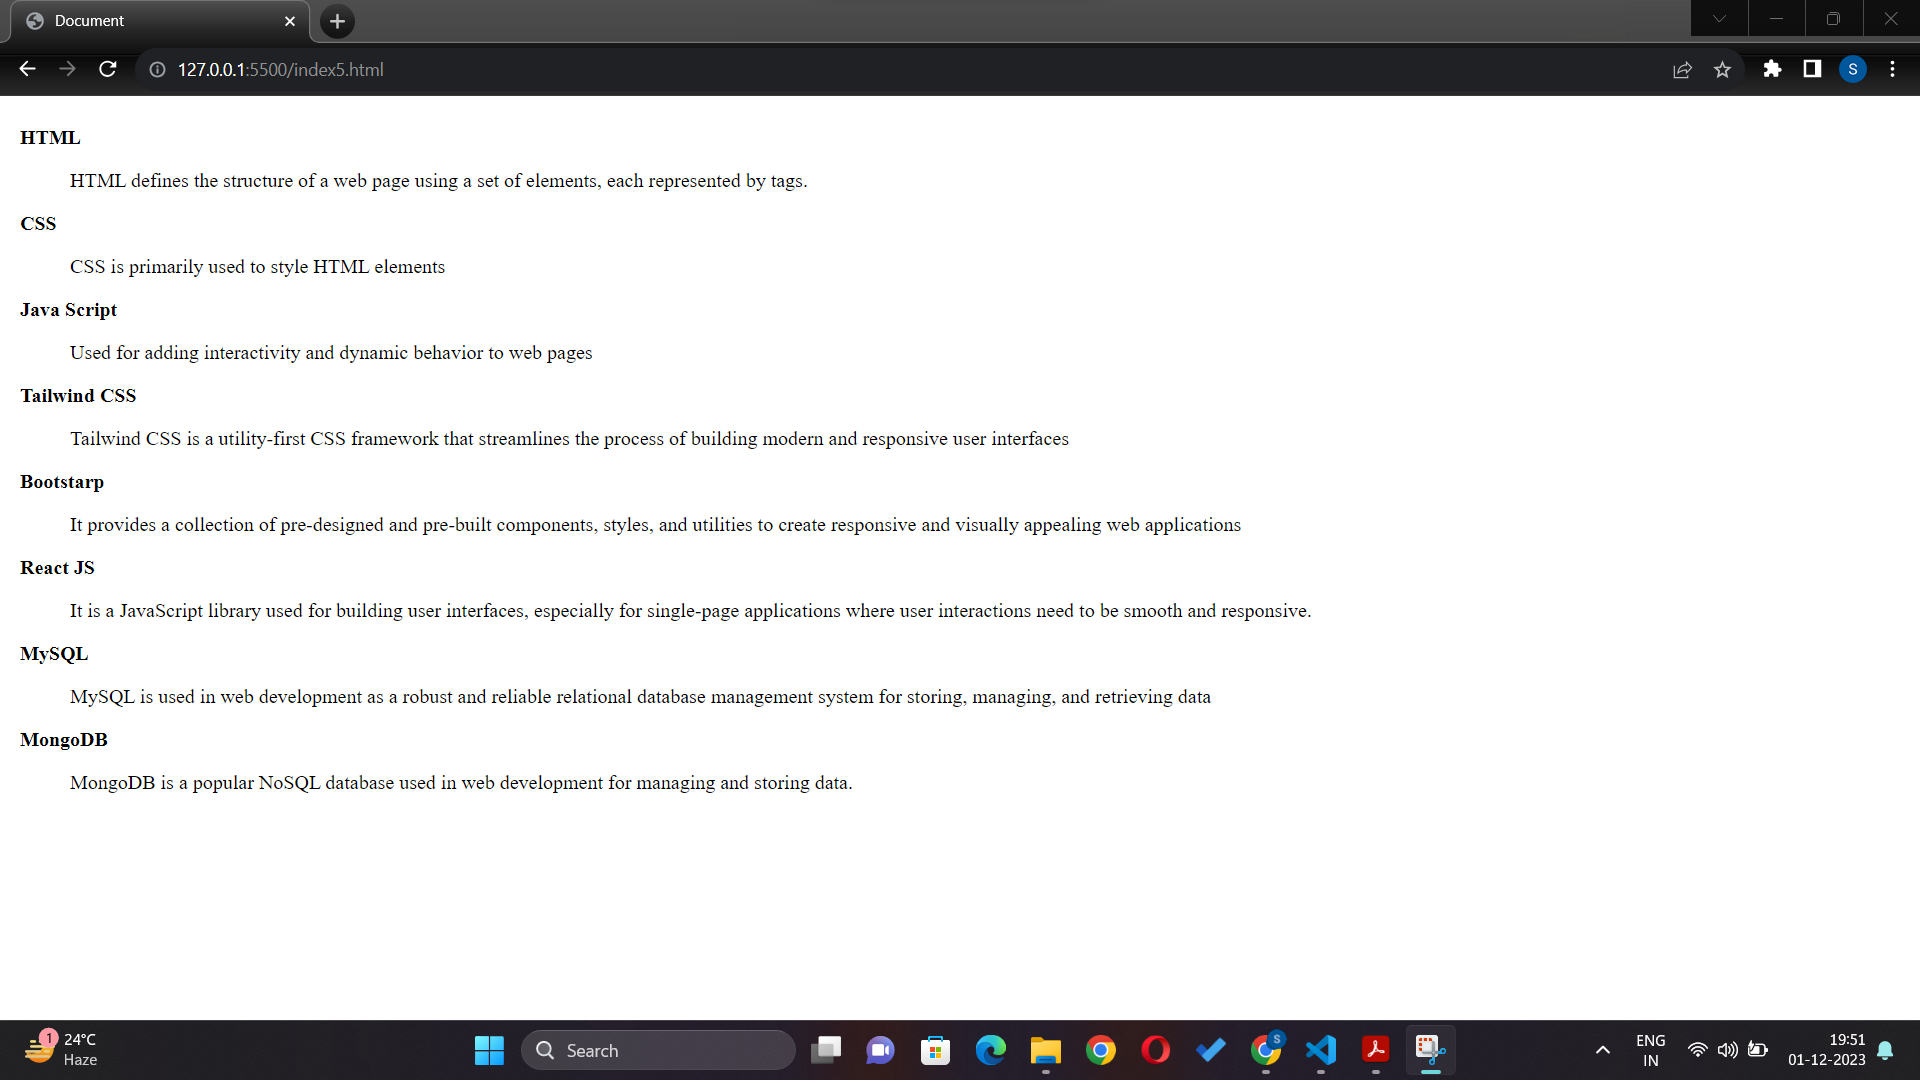 Document
127.0.0.1:5500/index5.html
S
HTML
HTML defines the structure of a web page using a set of elements, each represented by tags.
CSS
CSS is primarily used to style HTML elements
Java Script
Used for adding interactivity and dynamic behavior to web pages
Tailwind CSS
Tailwind CSS is a utility-first CSS framework that streamlines the process of building modern and responsive user interfaces
Bootstarp
It provides a collection of pre-designed and pre-built components, styles, and utilities to create responsive and visually appealing web applications
React JS
It is a JavaScript library used for building user interfaces, especially for single-page applications where user interactions need to be smooth and responsive.
MySQL
MySQL is used in web development as a robust and reliable relational database management system for storing, managing, and retrieving data
MongoDB
MongoDB is a popular NoSQL database used in web development for managing and storing data.
1
24°C
Haze
Search
S
ENG
IN
19:51
01-12-2023